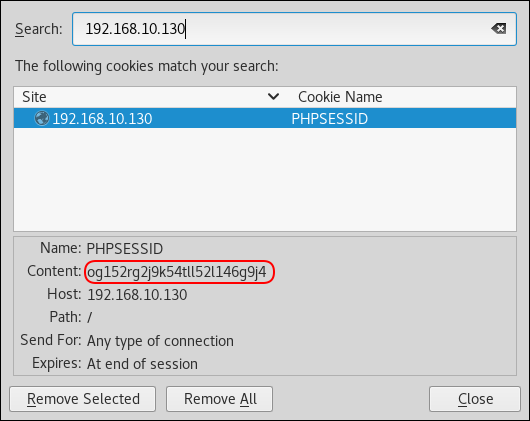 Search: 192.168.10.130
The following cookies match your search:
Site Cookie Name
192.168.10.130 PHPSESSID
Name: PHPSESSID
Content: og152rg2j9k54tll52l146g9j4
Host: 192.168.10.130
Path: /
Send For: Any type of connection
Expires: At end of session
Remove Selected Remove All Close